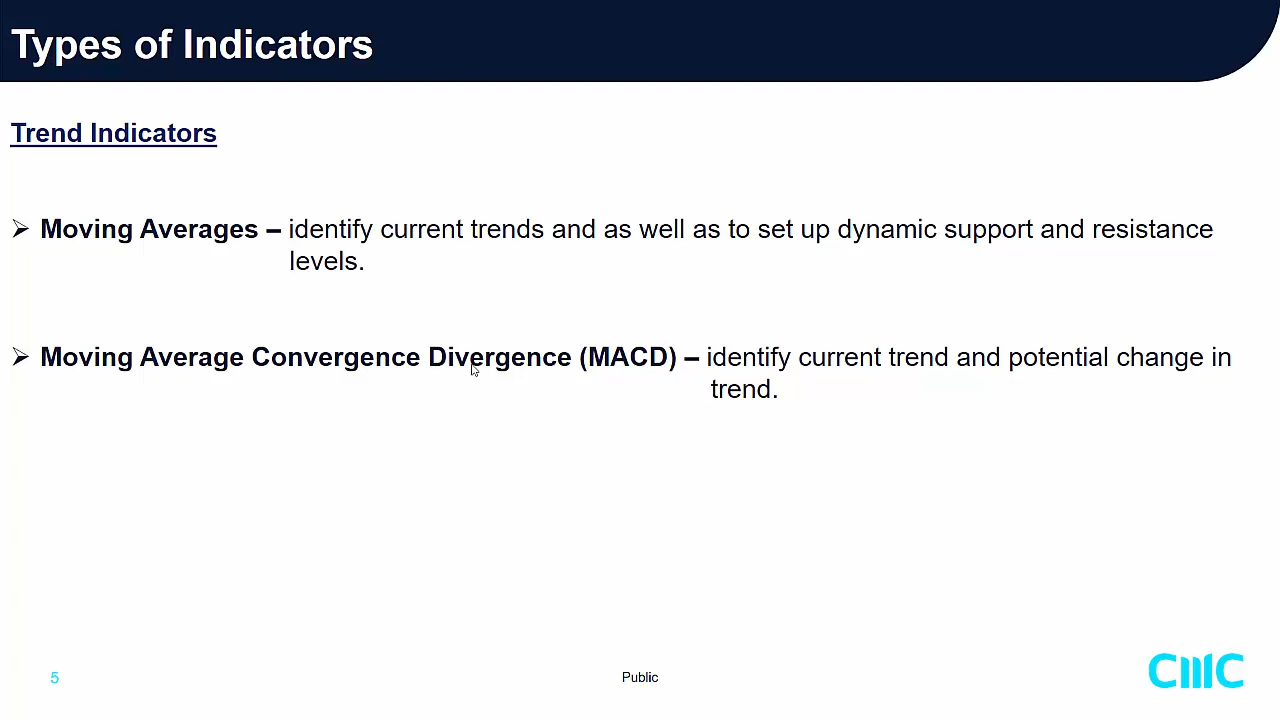 Types of Indicators
Trend Indicators
➢ Moving Averages – identify current trends and as well as to set up dynamic support and resistance
levels.
➢ Moving Average Convergence Divergence (MACD) – identify current trend and potential change in
trend.
5
Public
CMC